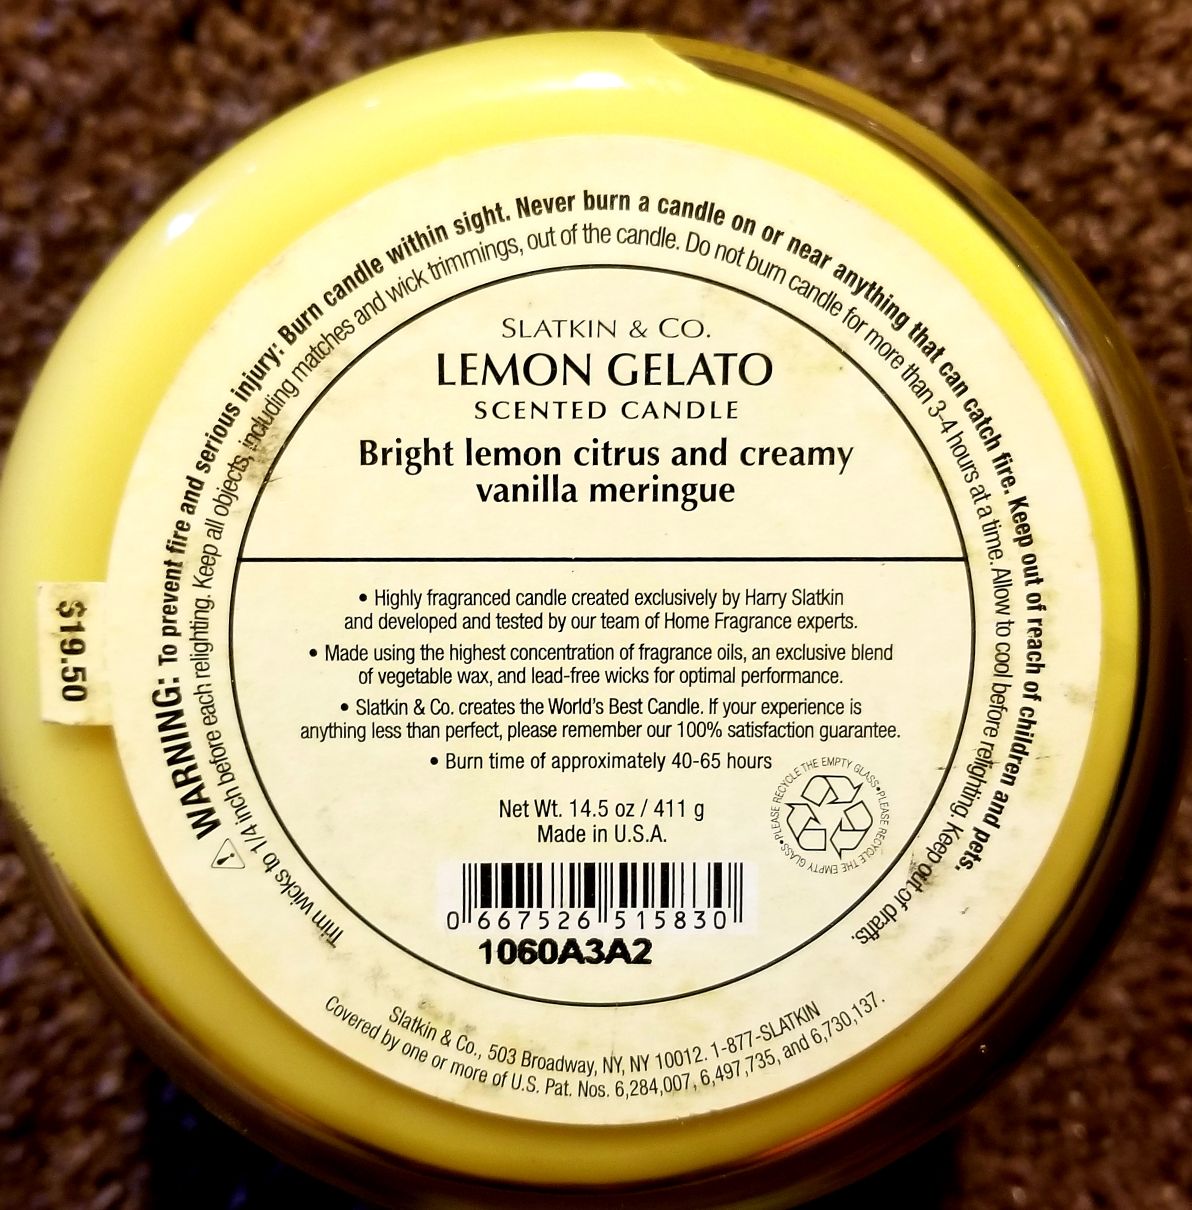 WARNING: To prevent fire and serious injury: Burn candle within sight. Never burn a candle on or near anything that can catch fire. Keep out of reach of children and pets.
Trim wicks to 1/4 inch before each relighting. Keep all objects, including matches and wick trimmings, out of the candle. Do not burn candle for more than 3-4 hours at a time. Allow to cool before relighting. Keep out of drafts.
SLATKIN & CO.
LEMON GELATO
SCENTED CANDLE
Bright lemon citrus and creamy
vanilla meringue
• Highly fragranced candle created exclusively by Harry Slatkin
and developed and tested by our team of Home Fragrance experts.
• Made using the highest concentration of fragrance oils, an exclusive blend
of vegetable wax, and lead-free wicks for optimal performance.
• Slatkin & Co. creates the World's Best Candle. If your experience is
anything less than perfect, please remember our 100% satisfaction guarantee.
• Burn time of approximately 40-65 hours
Net Wt. 14.5 oz / 411 g
Made in U.S.A.
PLEASE RECYCLE THE EMPTY GLASS • PLEASE RECYCLE THE EMPTY GLASS •
0 667526 515830
1060A3A2
Slatkin & Co., 503 Broadway, NY, NY 10012. 1-877-SLATKIN
Covered by one or more of U.S. Pat. Nos. 6,284,007, 6,497,735, and 6,730,137.
$19.50